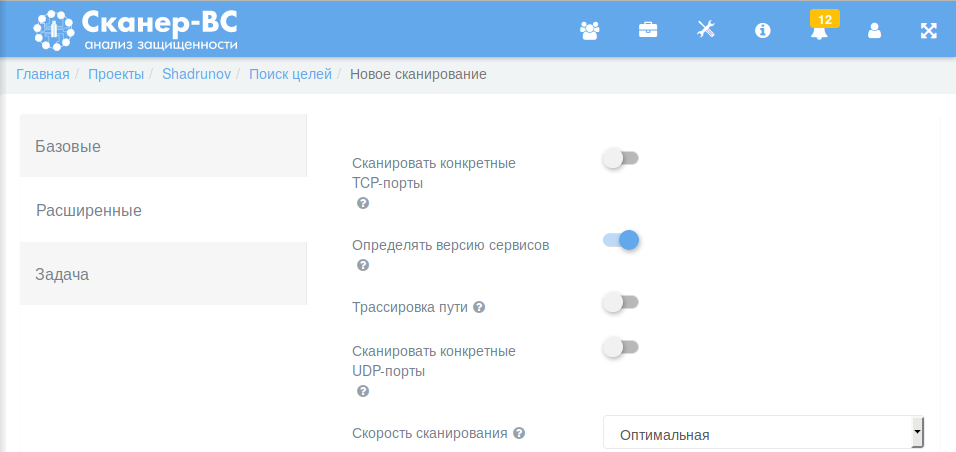 Сканер-ВС
анализ защищенности
12
Главная / Проекты / Shadrunov / Поиск целей / Новое сканирование
Базовые
Расширенные
Задача
Сканировать конкретные
TCP-порты
?
Определять версию сервисов
?
Трассировка пути ?
Сканировать конкретные
UDP-порты
?
Скорость сканирования ?
Оптимальная